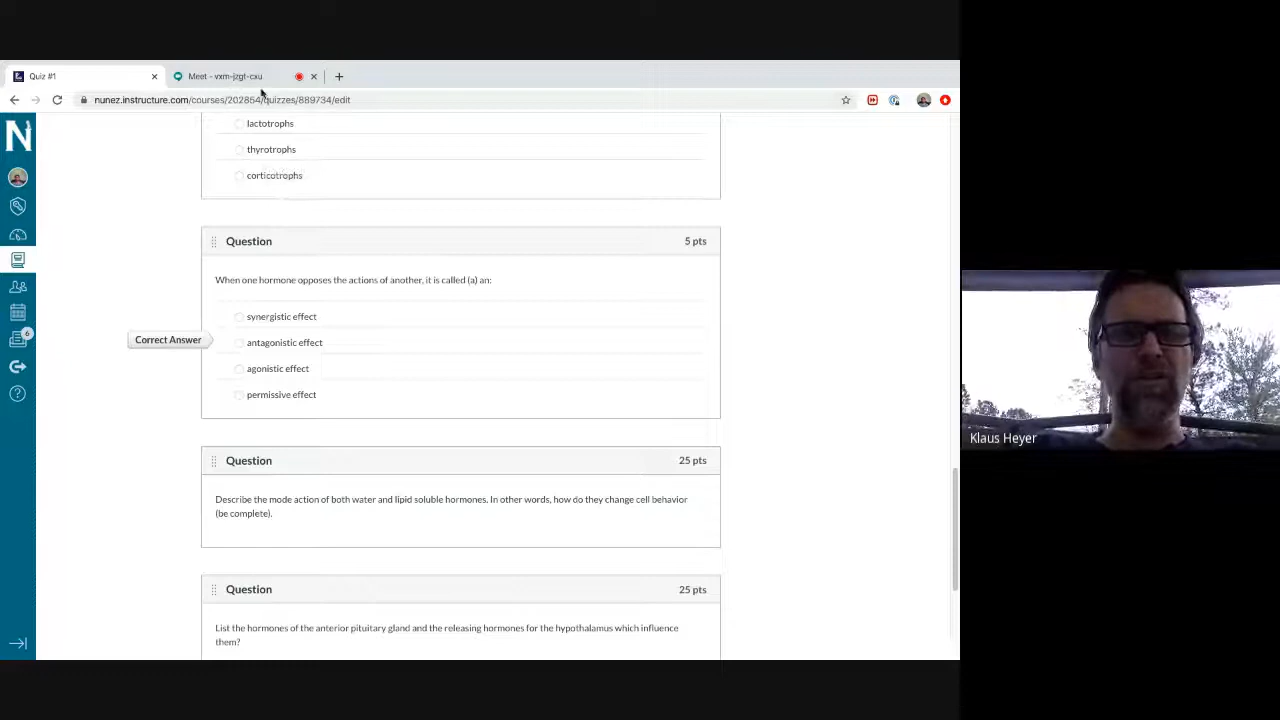 Quiz #1
Meet - vxm-jzgt-cxu
nunez.instructure.com/courses/202854/quizzes/889734/edit
N
lactotrophs
thyrotrophs
corticotrophs
Question
5 pts
When one hormone opposes the actions of another, it is called (a) an:
synergistic effect
Correct Answer
antagonistic effect
agonistic effect
permissive effect
6
Question
25 pts
Describe the mode action of both water and lipid soluble hormones. In other words, how do they change cell behavior
(be complete).
Question
25 pts
List the hormones of the anterior pituitary gland and the releasing hormones for the hypothalamus which influence
them?
Klaus Heyer